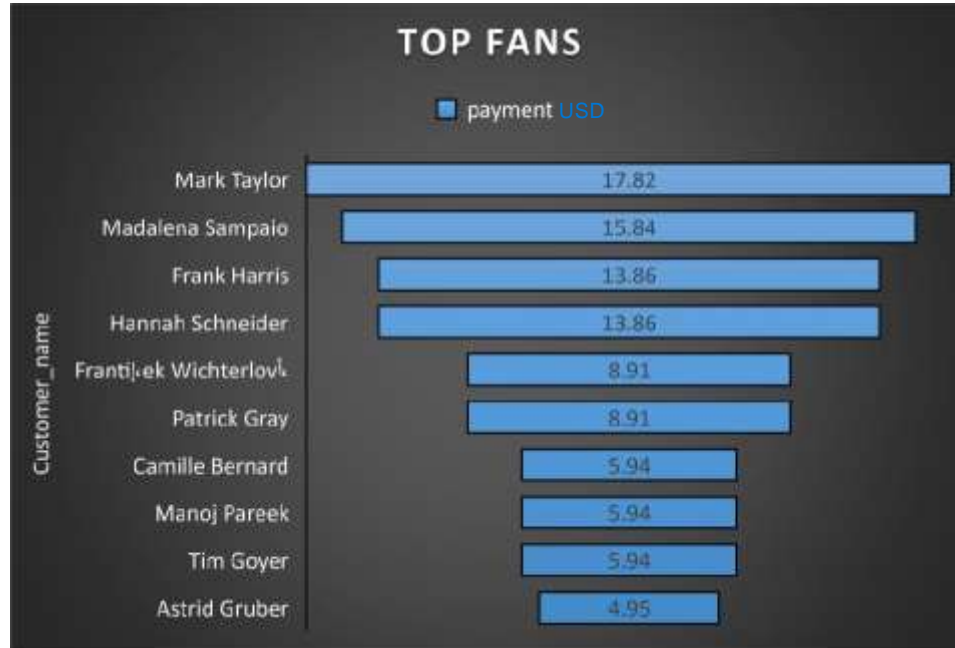 TOP FANS
payment USD
Customer_name
Mark Taylor 17.82
Madalena Sampaio 15.84
Frank Harris 13.86
Hannah Schneider 13.86
8.91
Patrick Gray 8.91
Camille Bernard 5.94
Manoj Pareek 5.94
Tim Goyer 5.94
Astrid Gruber 4.95